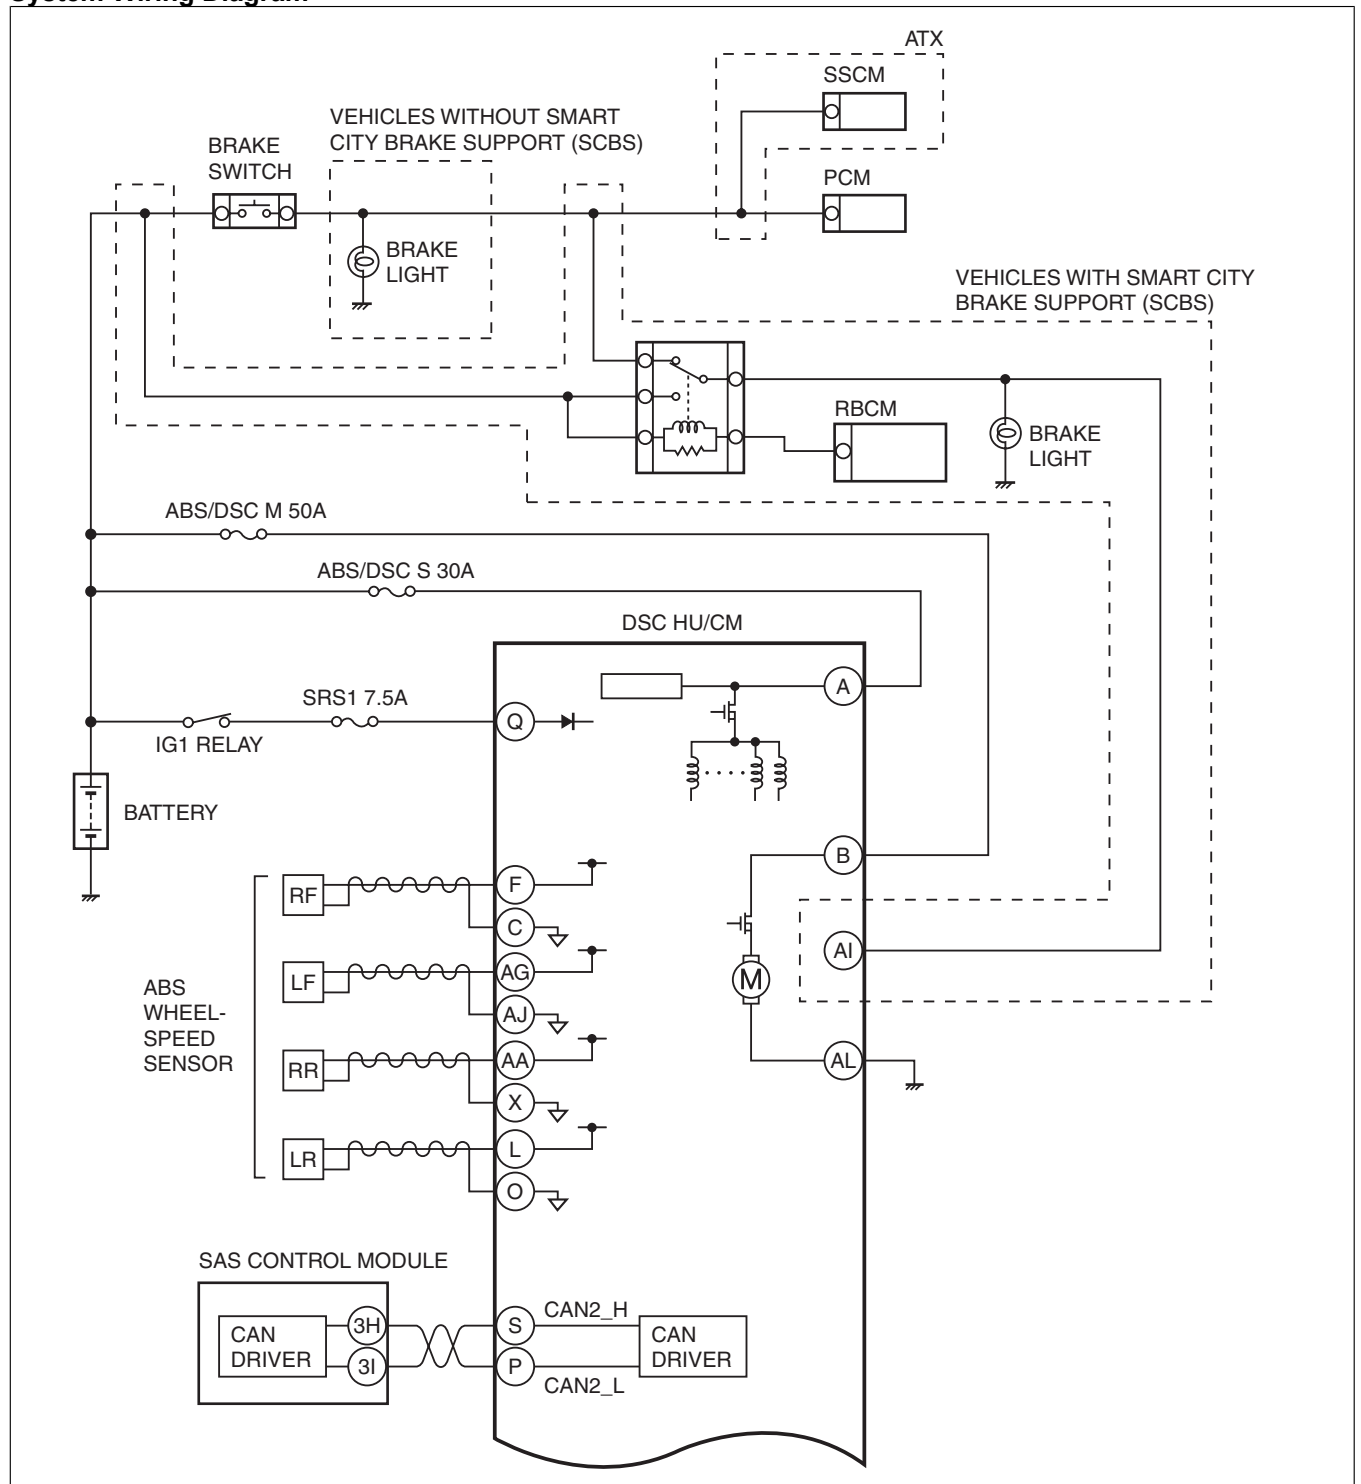 System Wiring Diagram
ATX
SSCM
VEHICLES WITHOUT SMART
CITY BRAKE SUPPORT (SCBS)
BRAKE
SWITCH
PCM
BRAKE
LIGHT
VEHICLES WITH SMART CITY
BRAKE SUPPORT (SCBS)
RBCM
BRAKE
LIGHT
ABS/DSC M 50A
ABS/DSC S 30A
DSC HU/CM
A
SRS1 7.5A
Q
IG1 RELAY
BATTERY
B
RF
F
C
AI
LF
AG
M
ABS
WHEEL-
SPEED
SENSOR
AJ
RR
AA
AL
X
LR
L
O
SAS CONTROL MODULE
CAN
DRIVER
3H
3I
S
P
CAN2_H
CAN2_L
CAN
DRIVER